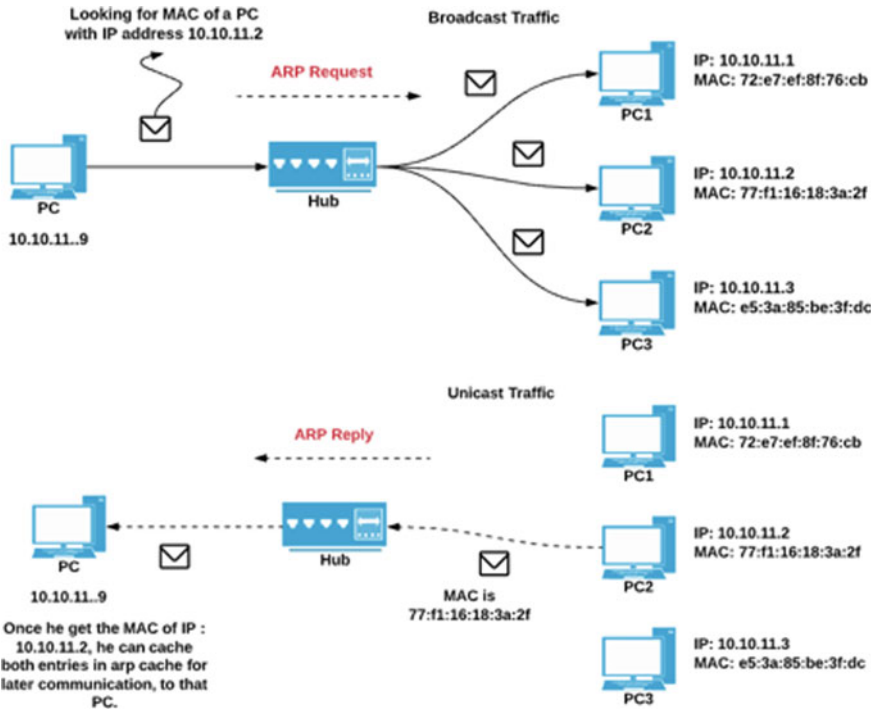 Looking for MAC of a PC
with IP address 10.10.11.2
Broadcast Traffic
ARP Request
IP: 10.10.11.1
MAC: 72:e7:ef:8f:76:cb
PC1
IP: 10.10.11.2
MAC: 77:f1:16:18:3a:2f
PC2
PC
Hub
10.10.11..9
IP: 10.10.11.3
MAC: e5:3a:85:be:3f:dc
PC3
Unicast Traffic
ARP Reply
IP: 10.10.11.1
MAC: 72:e7:ef:8f:76:cb
PC1
IP: 10.10.11.2
MAC: 77:f1:16:18:3a:2f
PC2
PC
Hub
10.10.11..9
MAC is
77:f1:16:18:3a:2f
Once he get the MAC of IP :
10.10.11.2, he can cache
both entries in arp cache for
later communication, to that
PC.
IP: 10.10.11.3
MAC: e5:3a:85:be:3f:dc
PC3